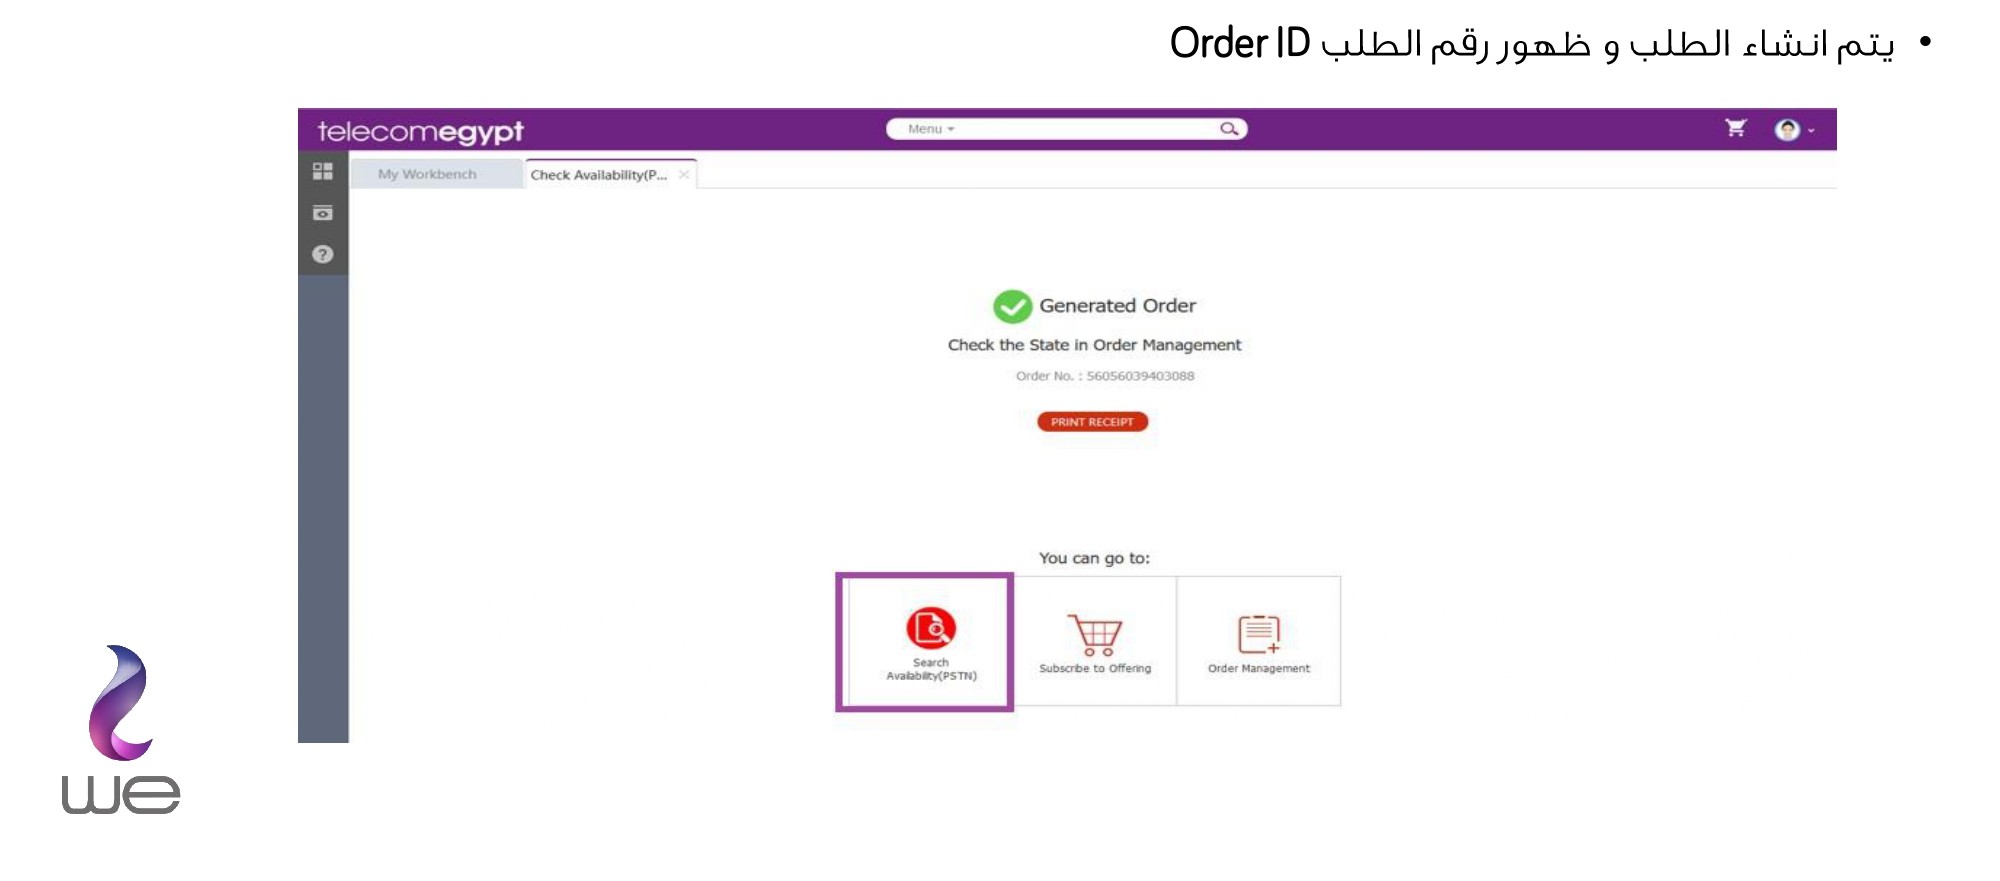 • يتم انشاء الطلب و ظهور رقم الطلب Order ID
telecomegypt
Menu
My Workbench
Check Availability(P...
Generated Order
Check the State in Order Management
Order No. : 56056039403088
PRINT RECEIPT
You can go to:
Search
Availability(PSTN)
Subscribe to Offering
Order Management
we